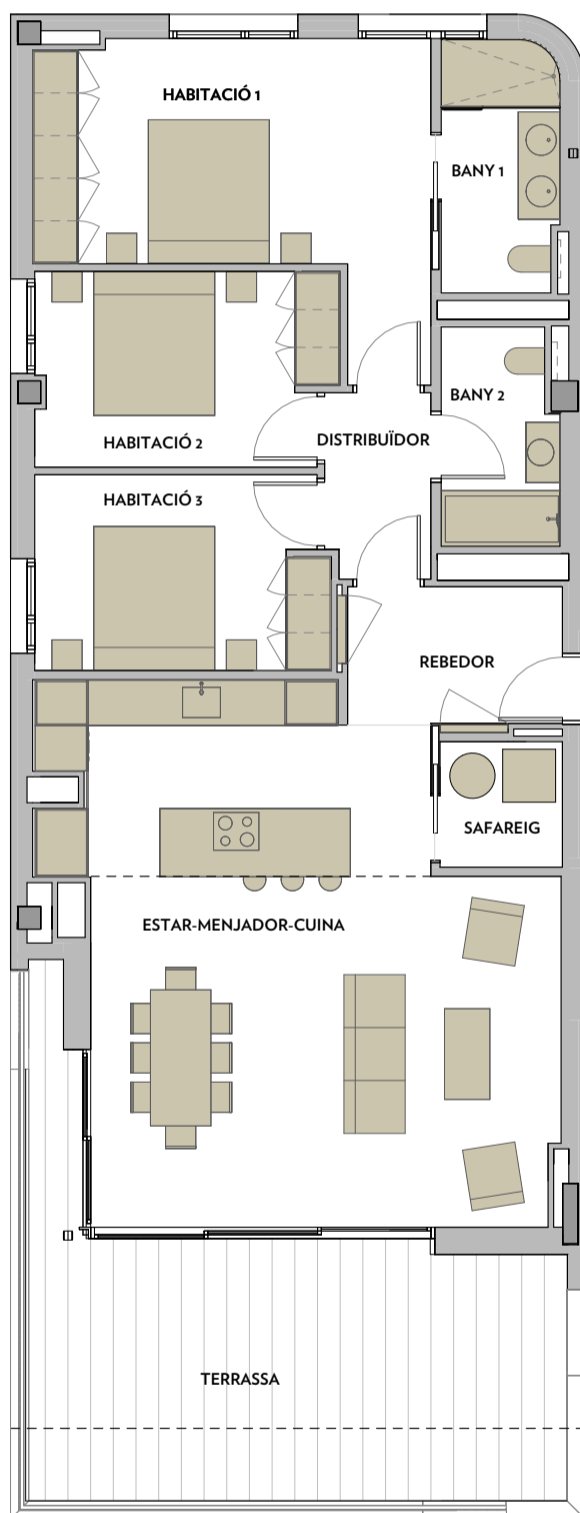 HABITACIÓ 1
BANY 1
BANY 2
HABITACIÓ 2
DISTRIBUÏDOR
HABITACIÓ 3
REBEDOR
SAFAREIG
ESTAR-MENJADOR-CUINA
TERRASSA